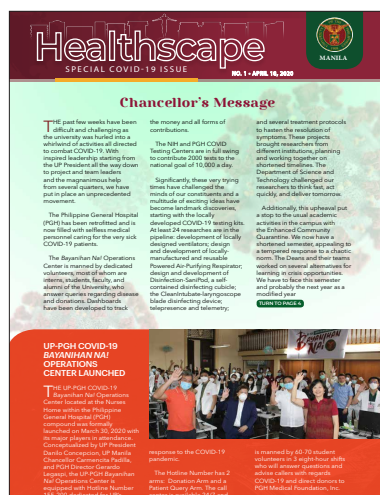 Healthscape
SPECIAL COVID-19 ISSUE
NO. 1 • APRIL 16, 2020
MANILA
Chancellor's Message
THE past few weeks have been
difficult and challenging as
the university was hurled into a
whirlwind of activities all directed
to combat COVID-19. With
inspired leadership starting from
the UP President all the way down
to project and team leaders
and the magnanimous help
from several quarters, we have
put in place an unprecedented
movement.
The Philippine General Hospital
(PGH) has been retrofitted and is
now filled with selfless medical
personnel caring for the very sick
COVID-19 patients.
The Bayanihan Na! Operations
Center is manned by dedicated
volunteers, most of whom are
interns, students, faculty, and
alumni of the University, who
answer queries regarding disease
and donations. Dashboards
have been developed to track
the money and all forms of
contributions.
The NIH and PGH COVID
Testing Centers are in full swing
to contribute 2000 tests to the
national goal of 10,000 a day.
Significantly, these very trying
times have challenged the
minds of our constituents and a
multitude of exciting ideas have
become landmark discoveries,
starting with the locally
developed COVID-19 testing kits.
At least 24 researches are in the
pipeline: development of locally
designed ventilators; design
and development of locally-
manufactured and reusable
Powered Air-Purifying Respirator;
design and development of
Disinfection-SaniPod, a self-
contained disinfecting cubicle;
the CleanIntubate-laryngoscope
blade disinfecting device;
telepresence and telemetry;
and several treatment protocols
to hasten the resolution of
symptoms. These projects
brought researchers from
different institutions, planning
and working together on
shortened timelines. The
Department of Science and
Technology challenged our
researchers to think fast, act
quickly, and deliver tomorrow.
Additionally, this upheaval put
a stop to the usual academic
activities in the campus with
the Enhanced Community
Quarantine. We now have a
shortened semester, appealing to
a tempered response to a chaotic
norm. The Deans and their teams
worked on several alternatives for
learning in crisis opportunities.
We have to face this semester
and probably the next year as a
modified year.
TURN TO PAGE 6
UP-PGH COVID-19
BAYANIHAN NA!
OPERATIONS
CENTER LAUNCHED
THE UP-PGH COVID-19
Bayanihan Na! Operations
Center located at the Nurses
Home within the Philippine
General Hospital (PGH)
compound was formally
launched on March 30, 2020 with
its major players in attendance.
Conceptualized by UP President
Danilo Concepcion, UP Manila
Chancellor Carmencita Padilla,
and PGH Director Gerardo
Legaspi, the UP-PGH Bayanihan
Na! Operations Center is
equipped with Hotline Number
BAYANIHAN
NA!
response to the COVID-19
pandemic.
The Hotline Number has 2
arms: Donation Arm and a
Patient Query Arm. The call
is manned by 60-70 student
volunteers in 3 eight-hour shifts
who will answer questions and
advise callers with regards
COVID-19 and direct donors to
PGH Medical Foundation, Inc.